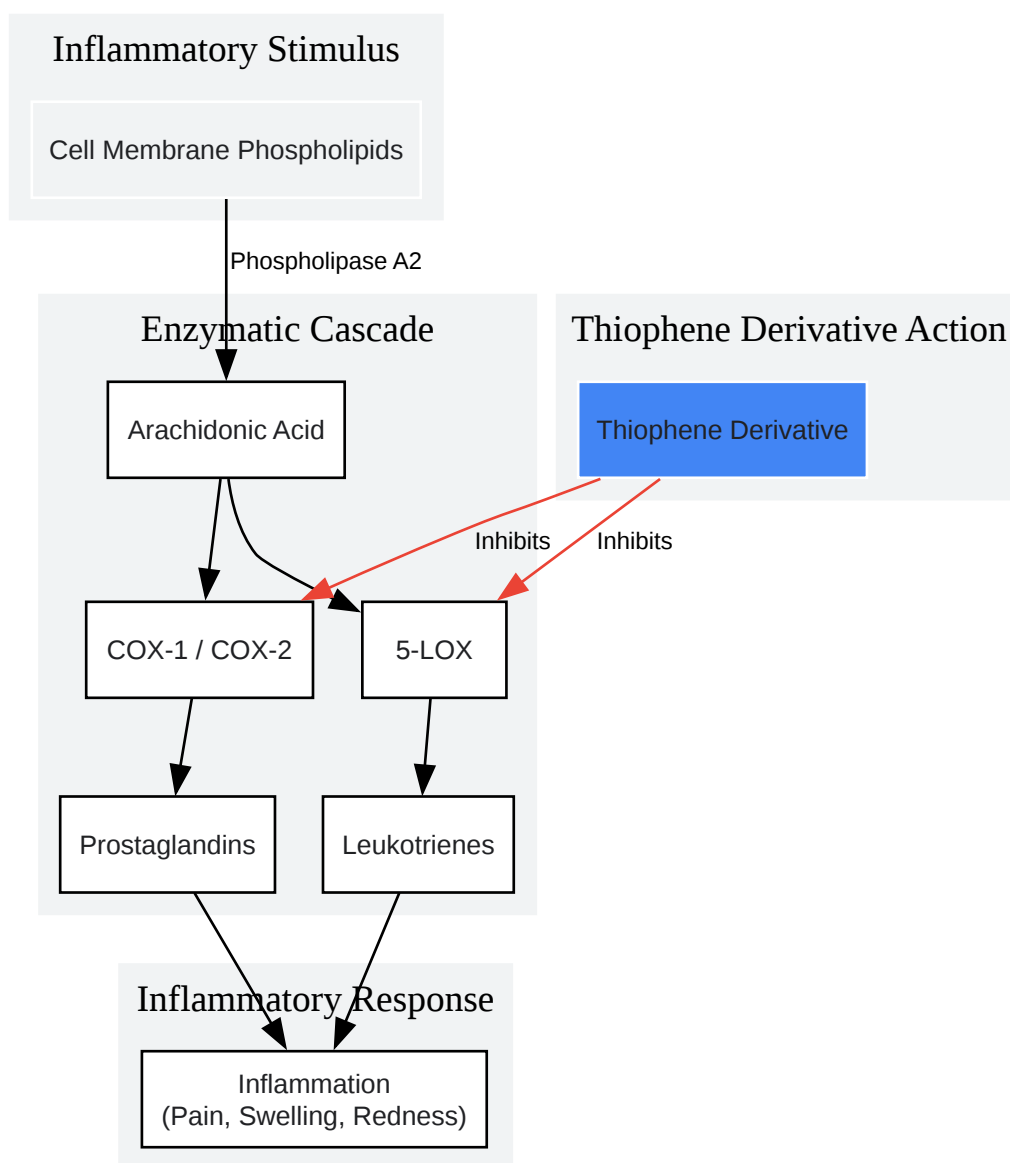 Inflammatory Stimulus
Cell Membrane Phospholipids
Phospholipase A2
Enzymatic Cascade
Thiophene Derivative Action
Arachidonic Acid
Thiophene Derivative
Inhibits
Inhibits
COX-1 / COX-2
5-LOX
Prostaglandins
Leukotrienes
Inflammatory Response
Inflammation
(Pain, Swelling, Redness)